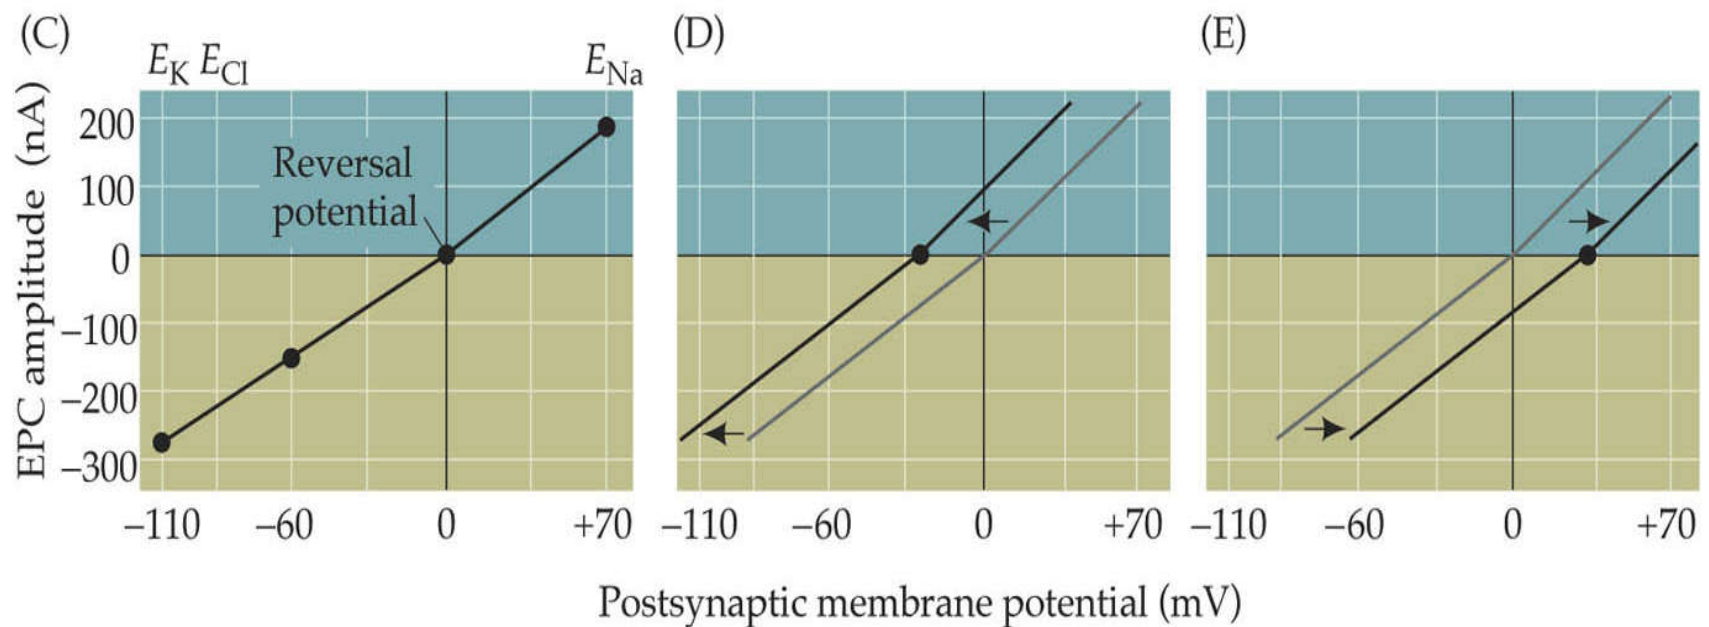 (C)
(D)
(E)
E_K E_Cl
E_Na
EPC amplitude (nA)
200
100
0
–100
–200
–300
Reversal
potential
–110 –60 0 +70
–110 –60 0 +70
–110 –60 0 +70
Postsynaptic membrane potential (mV)